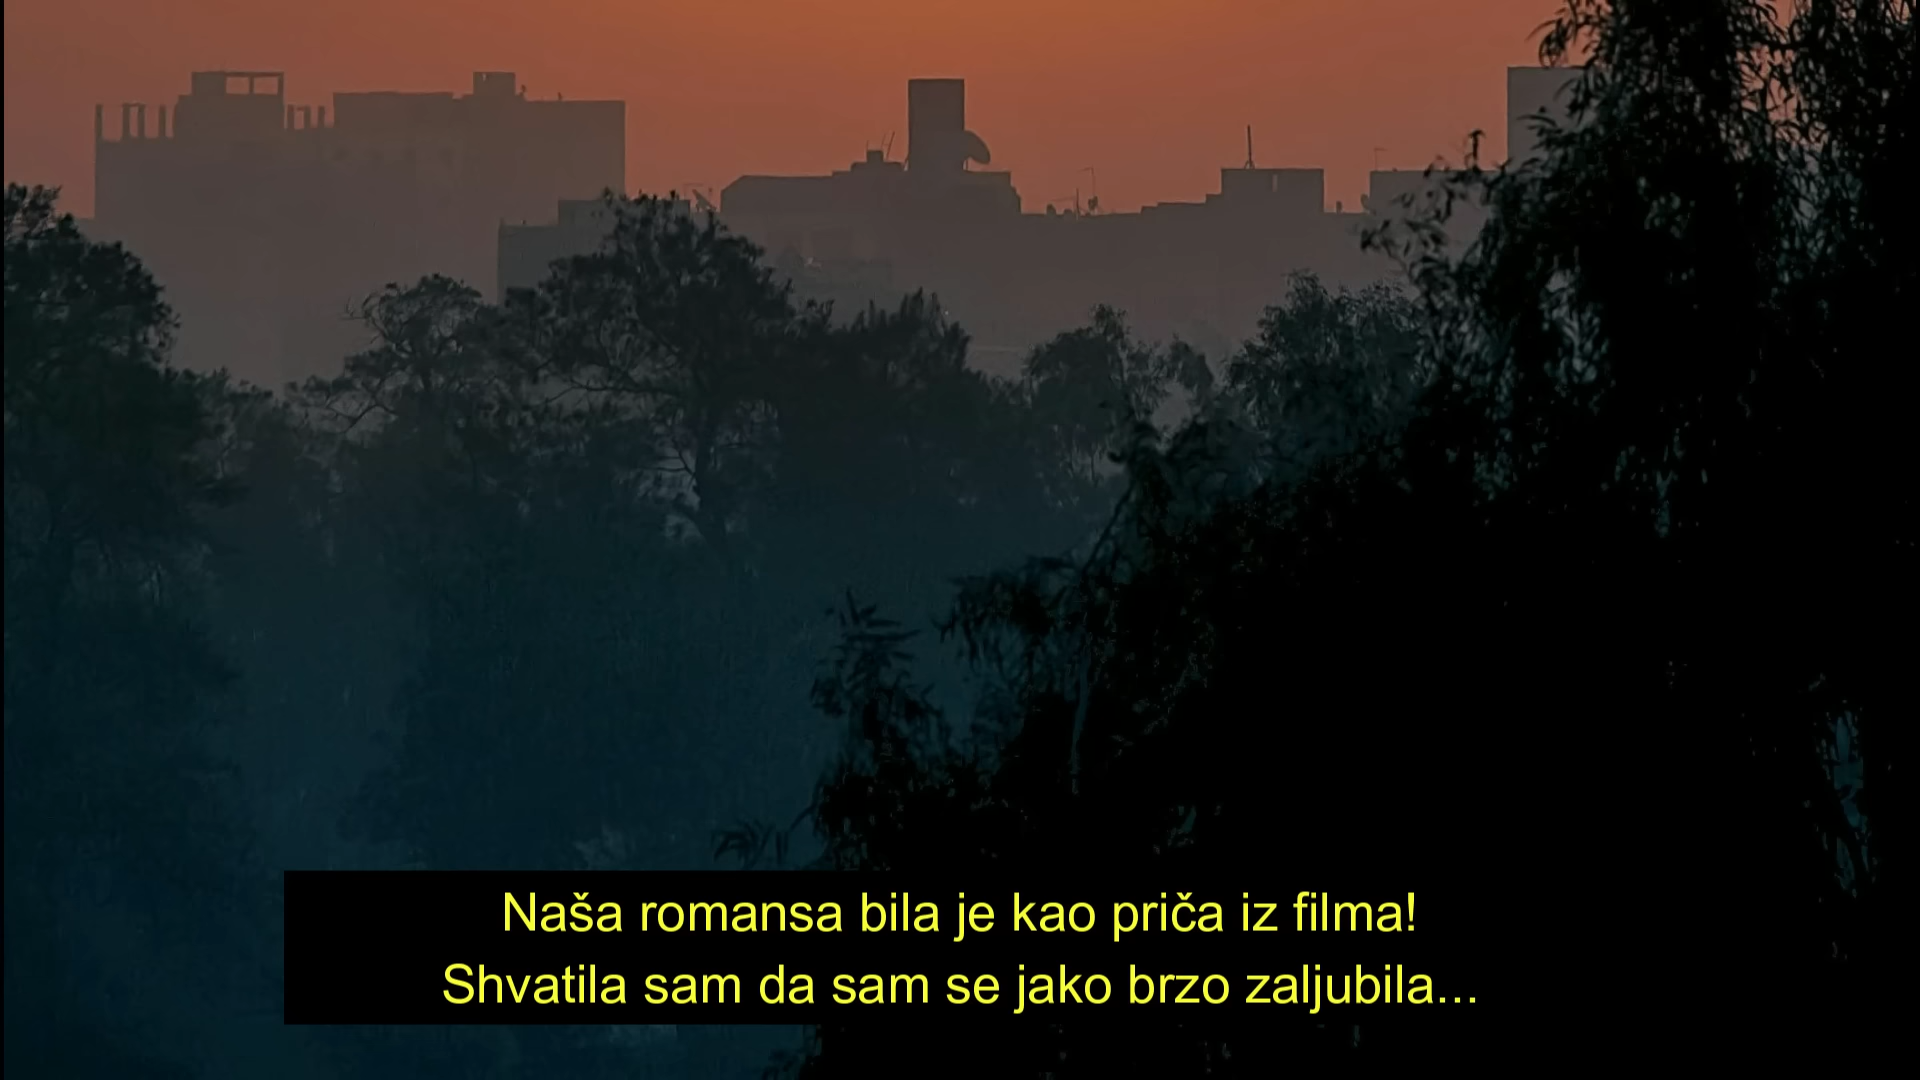 Naša romansa bila je kao priča iz filma!
Shvatila sam da sam se jako brzo zaljubila...